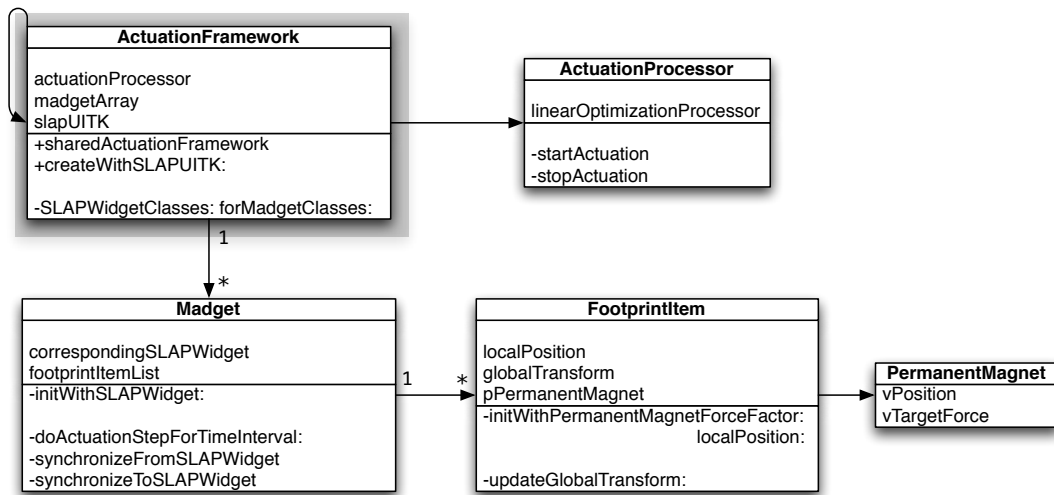 ActuationFramework
actuationProcessor
madgetArray
slapUITK
+sharedActuationFramework
+createWithSLAPUITK:
-SLAPWidgetClasses: forMadgetClasses:
ActuationProcessor
linearOptimizationProcessor
-startActuation
-stopActuation
1
*
Madget
correspondingSLAPWidget
footprintItemList
-initWithSLAPWidget:
-doActuationStepForTimeInterval:
-synchronizeFromSLAPWidget
-synchronizeToSLAPWidget
1
*
FootprintItem
localPosition
globalTransform
pPermanentMagnet
-initWithPermanentMagnetForceFactor:
localPosition:
-updateGlobalTransform:
PermanentMagnet
vPosition
vTargetForce